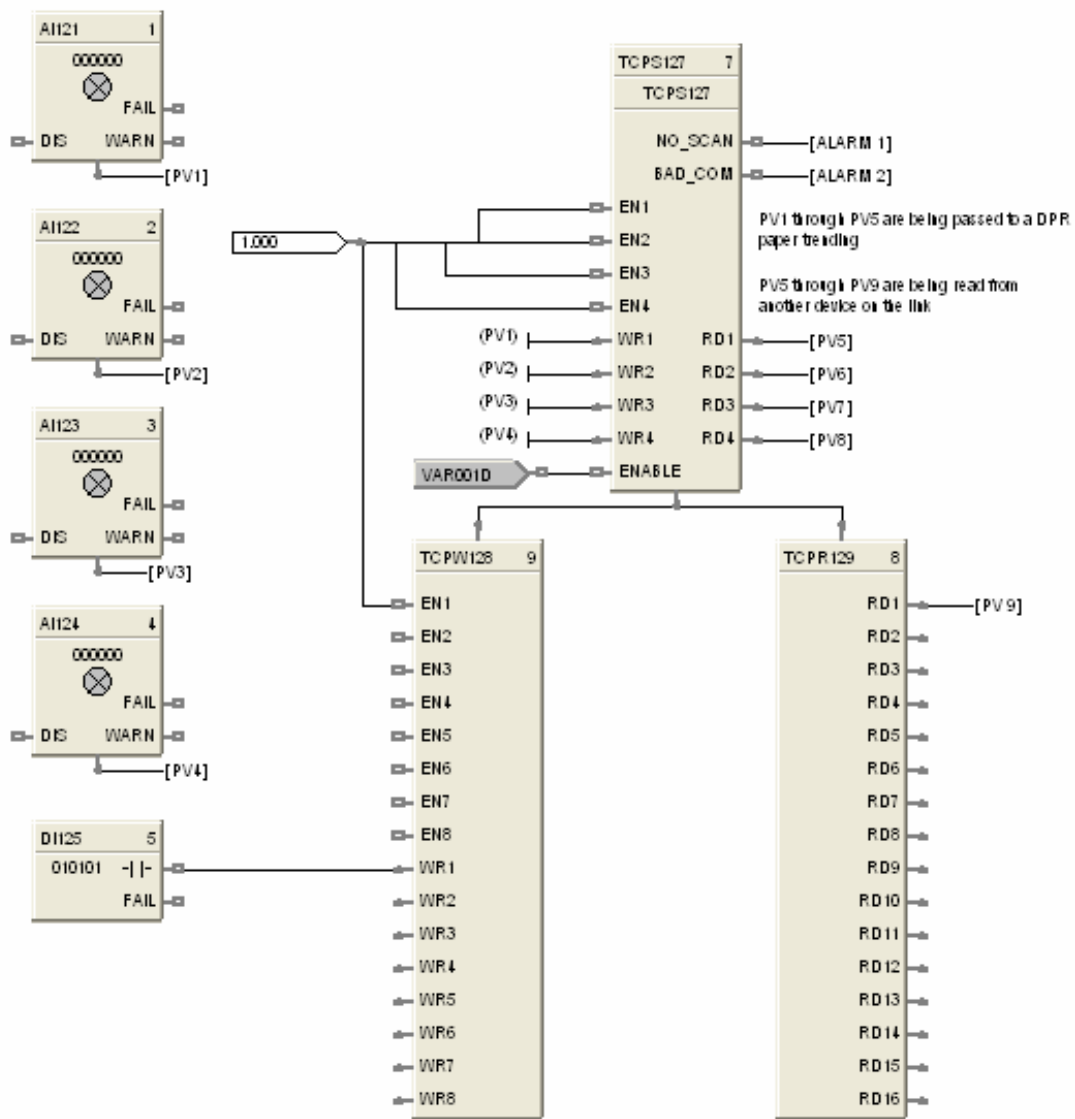 AI121 1
000000
FAIL
DIS WARN
[PV1]
AI122 2
000000
FAIL
DIS WARN
[PV2]
AI123 3
000000
FAIL
DIS WARN
[PV3]
AI124 4
000000
FAIL
DIS WARN
[PV4]
DI125 5
010101 -| |-
FAIL
1.000
TCPS127 7
TCPS127
NO_SCAN
[ALARM 1]
BAD_COM
[ALARM 2]
EN1
EN2
EN3
EN4
(PV1) WR1 RD1 [PV5]
(PV2) WR2 RD2 [PV6]
(PV3) WR3 RD3 [PV7]
(PV4) WR4 RD4 [PV8]
VAR001D ENABLE
PV1 through PV5 are being passed to a DPR
paper trending
PV5 through PV9 are being read from
another device on the link
TCPW128 9
EN1
EN2
EN3
EN4
EN5
EN6
EN7
EN8
WR1
WR2
WR3
WR4
WR5
WR6
WR7
WR8
TCPR129 8
RD1 [PV9]
RD2
RD3
RD4
RD5
RD6
RD7
RD8
RD9
RD10
RD11
RD12
RD13
RD14
RD15
RD16